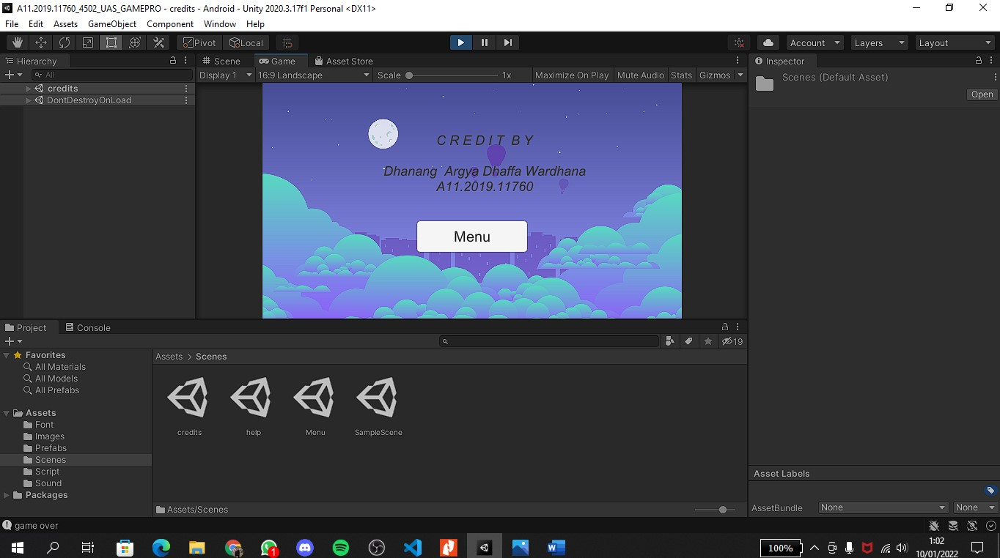 A11.2019.11760_4502_UAS_GAMEPRO - credits - Android - Unity 2020.3.17f1 Personal <DX11>
File Edit Assets GameObject Component Window Help
Pivot Local Account Layers Layout
Hierarchy
All
credits
DontDestroyOnLoad
Scene Game Asset Store
Display 1 16:9 Landscape Scale 1x Maximize On Play Mute Audio Stats Gizmos
CREDIT BY
Dhanang Argya Dhaffa Wardhana
A11.2019.11760
Menu
Inspector
Scenes (Default Asset)
Open
Project Console
19
Favorites
All Materials
All Models
All Prefabs
Assets
Font
Images
Prefabs
Scenes
Script
Sound
Packages
Assets > Scenes
credits help Menu SampleScene
Assets/Scenes
Asset Labels
AssetBundle None None
game over
1
100%
1:02
10/01/2022